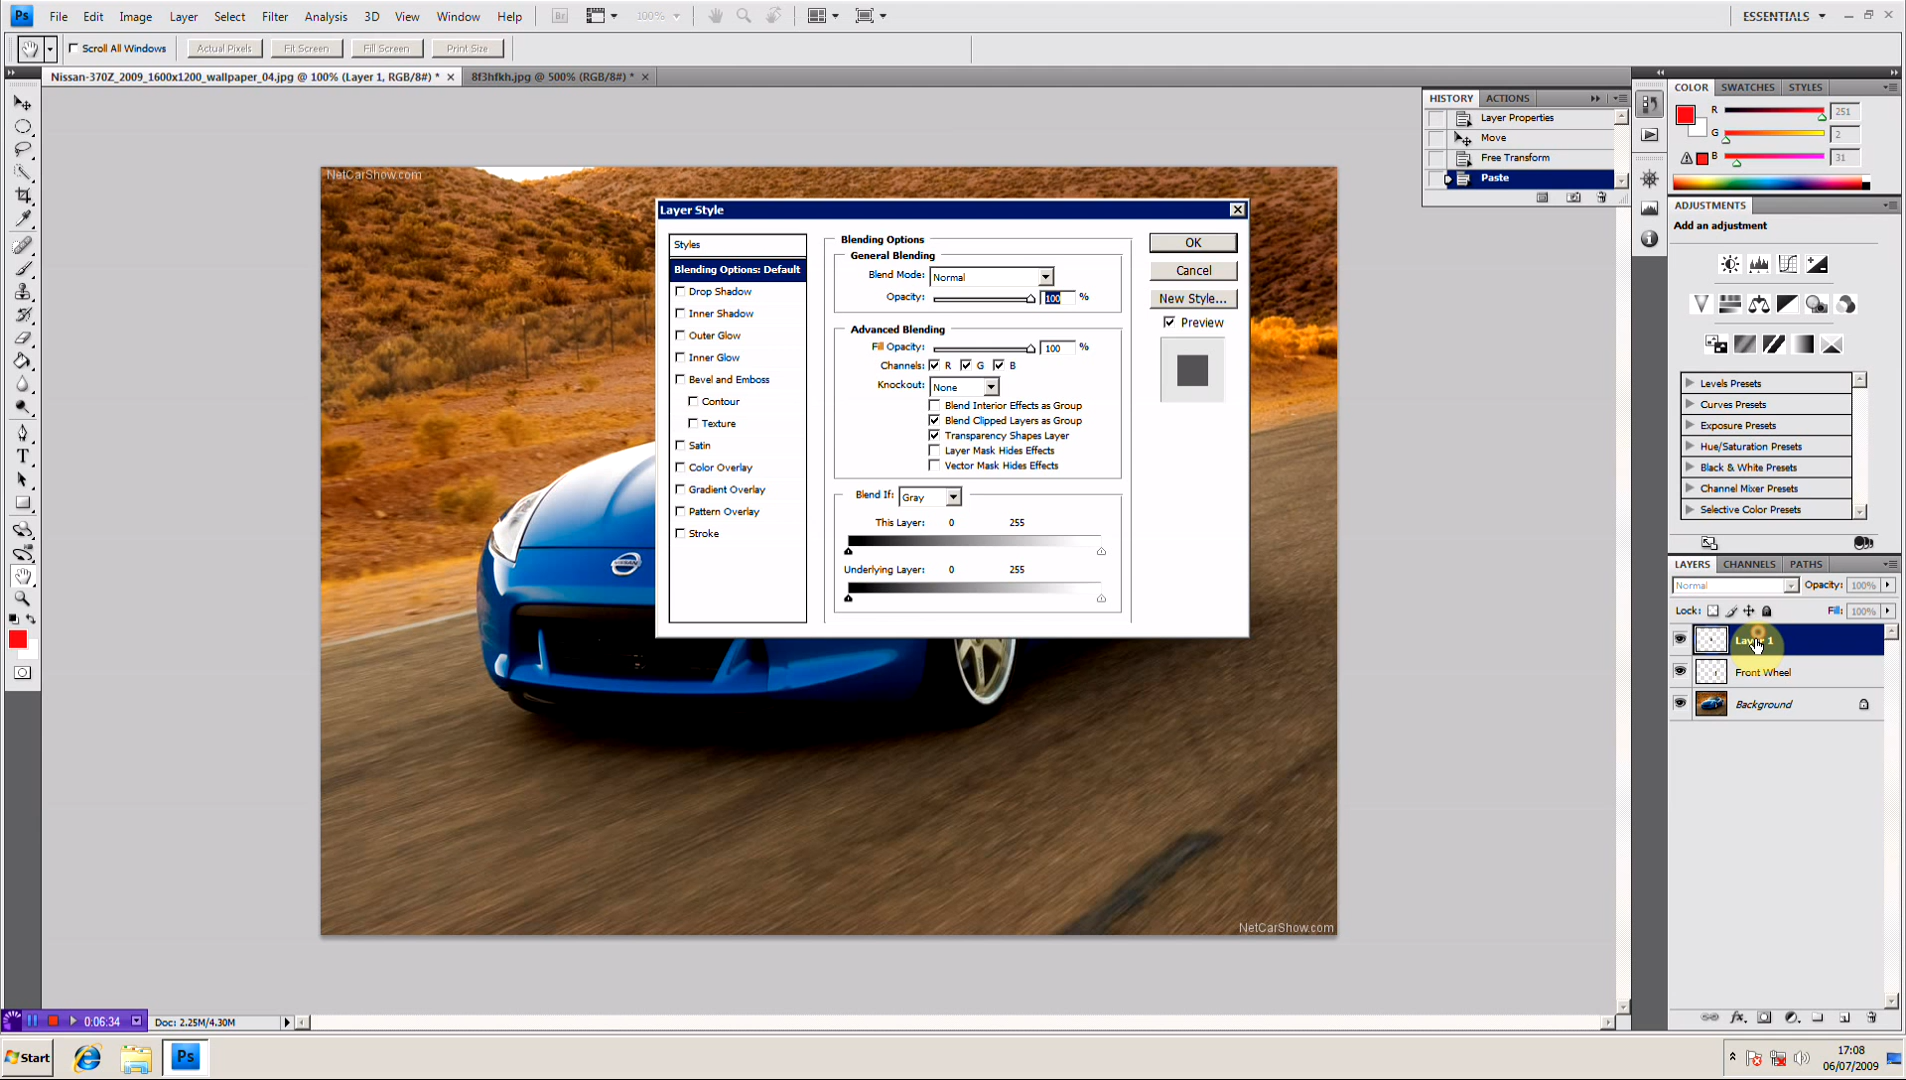 Ps File Edit Image Layer Select Filter Analysis 3D View Window Help Br 100% ESSENTIALS
Scroll All Windows Actual Pixels Fit Screen Fill Screen Print Size
Nissan-370Z_2009_1600x1200_wallpaper_04.jpg @ 100% (Layer 1, RGB/8#) * 8f3hfkh.jpg @ 500% (RGB/8#) *
HISTORY ACTIONS
Layer Properties
Move
Free Transform
Paste
COLOR SWATCHES STYLES
R 251
G 2
B 31
ADJUSTMENTS
Add an adjustment
Levels Presets
Curves Presets
Exposure Presets
Hue/Saturation Presets
Black & White Presets
Channel Mixer Presets
Selective Color Presets
LAYERS CHANNELS PATHS
Normal Opacity: 100%
Lock: Fill: 100%
Layer 1
Front Wheel
Background
NetCarShow.com
Layer Style
Styles
Blending Options: Default
Drop Shadow
Inner Shadow
Outer Glow
Inner Glow
Bevel and Emboss
Contour
Texture
Satin
Color Overlay
Gradient Overlay
Pattern Overlay
Stroke
Blending Options
General Blending
Blend Mode: Normal
Opacity: 100 %
Advanced Blending
Fill Opacity: 100 %
Channels: R G B
Knockout: None
Blend Interior Effects as Group
Blend Clipped Layers as Group
Transparency Shapes Layer
Layer Mask Hides Effects
Vector Mask Hides Effects
Blend If: Gray
This Layer: 0 255
Underlying Layer: 0 255
OK
Cancel
New Style...
Preview
NISSAN
NetCarShow.com
0:06:34 Doc: 2.25M/4.30M
Start Ps
17:08
06/07/2009